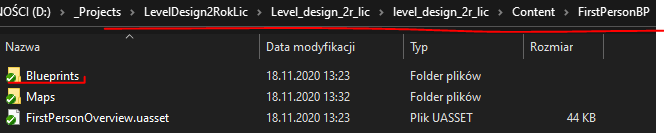 NOŚCI (D:) > _Projects > LevelDesign2RokLic > Level_design_2r_lic > level_design_2r_lic > Content > FirstPersonBP
Nazwa Data modyfikacji Typ Rozmiar
Blueprints 18.11.2020 13:23 Folder plików
Maps 18.11.2020 13:32 Folder plików
FirstPersonOverview.uasset 18.11.2020 13:23 Plik UASSET 44 KB